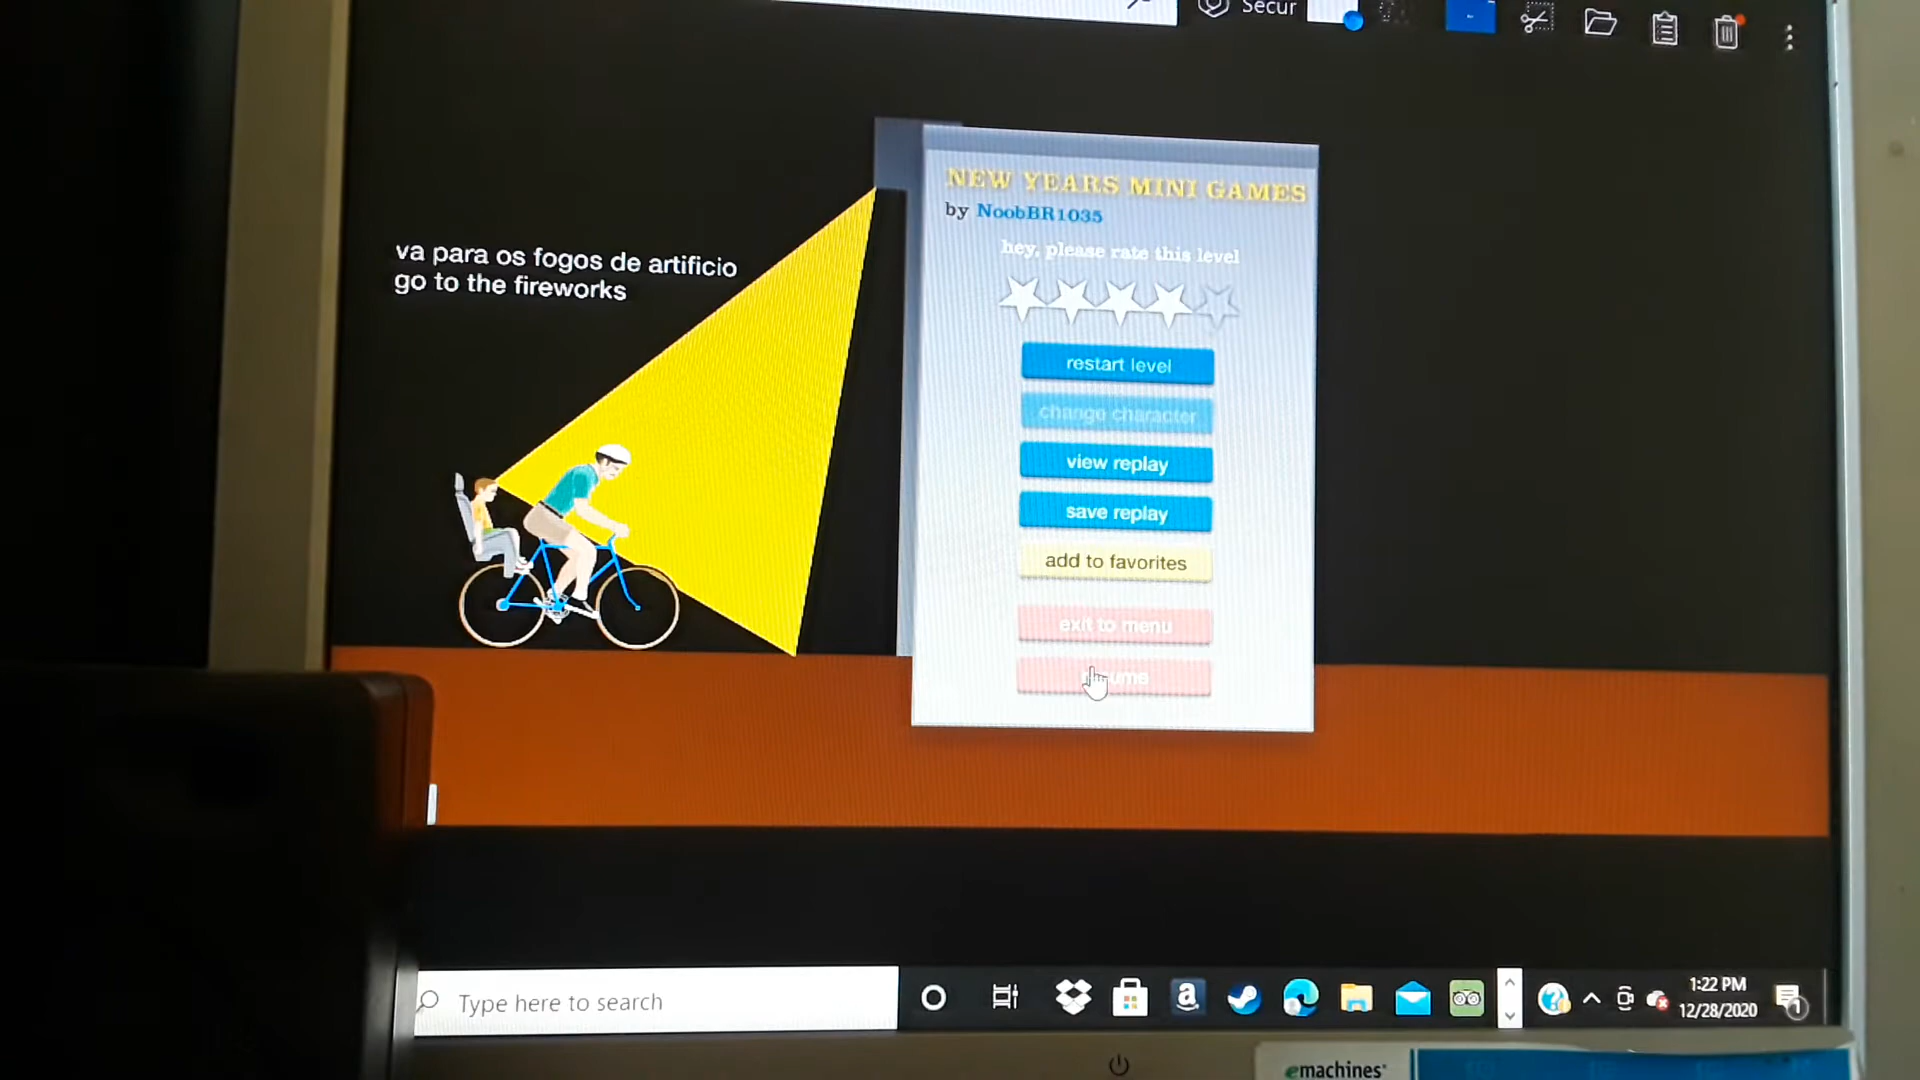 Secur
NEW YEARS MINI GAMES
by NoobBR1035
hey, please rate this level
va para os fogos de artificio
go to the fireworks
restart level
change character
view replay
save replay
add to favorites
exit to menu
Type here to search
1:22 PM
12/28/2020
1
emachines